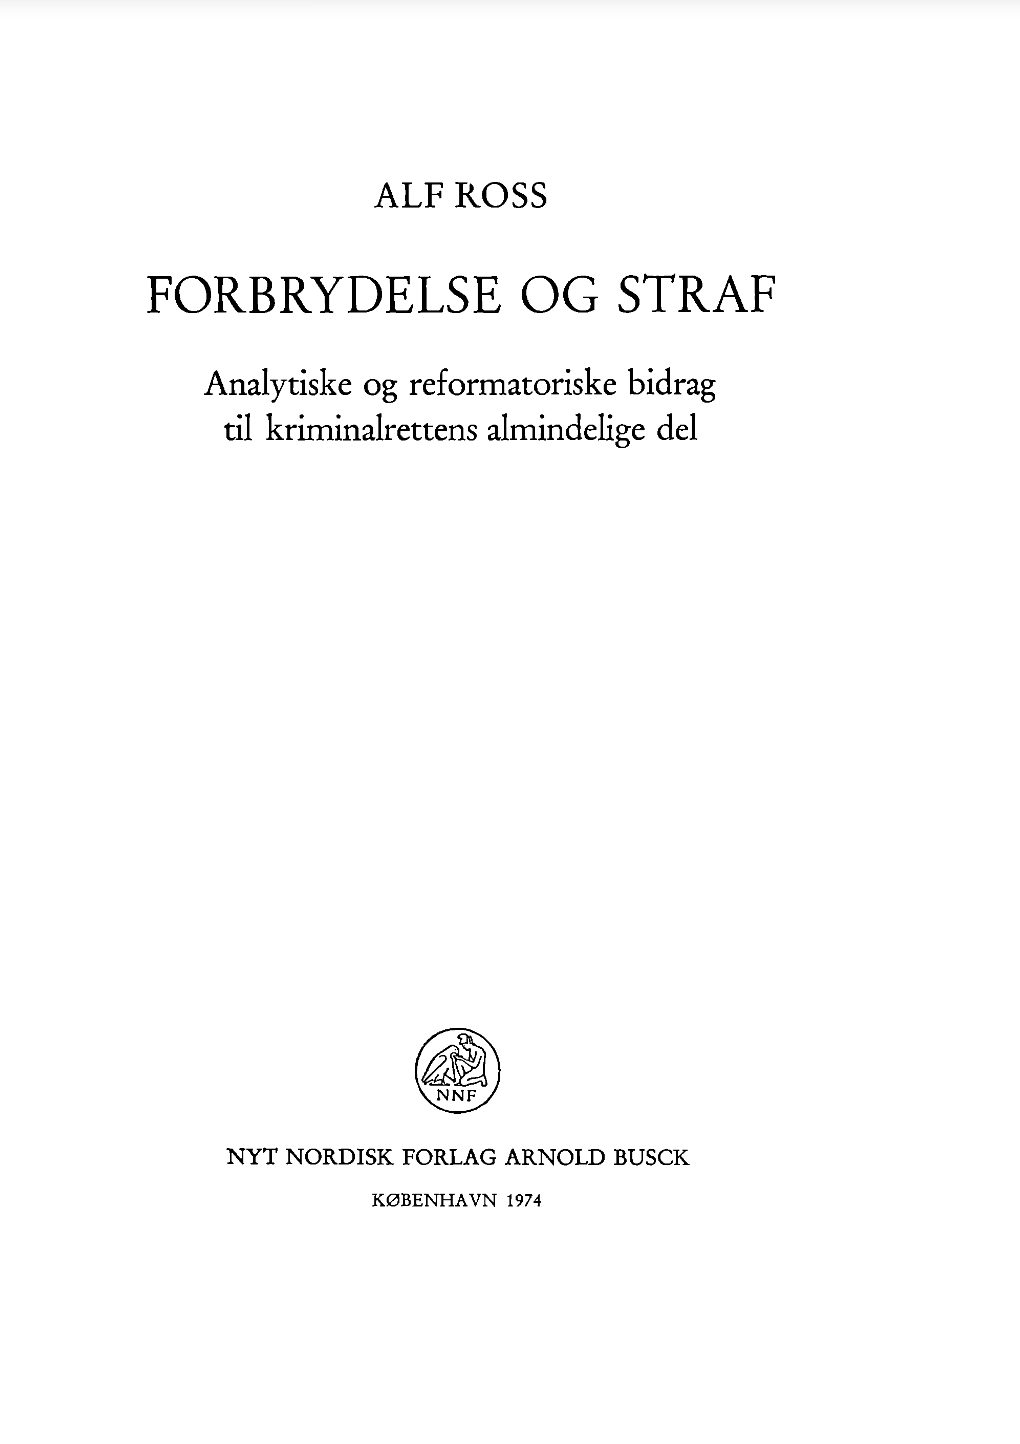 ALF ROSS
FORBRYDELSE OG STRAF
Analytiske og reformatoriske bidrag
til kriminalrettens almindelige del
NNF
NYT NORDISK FORLAG ARNOLD BUSCK
KØBENHAVN 1974